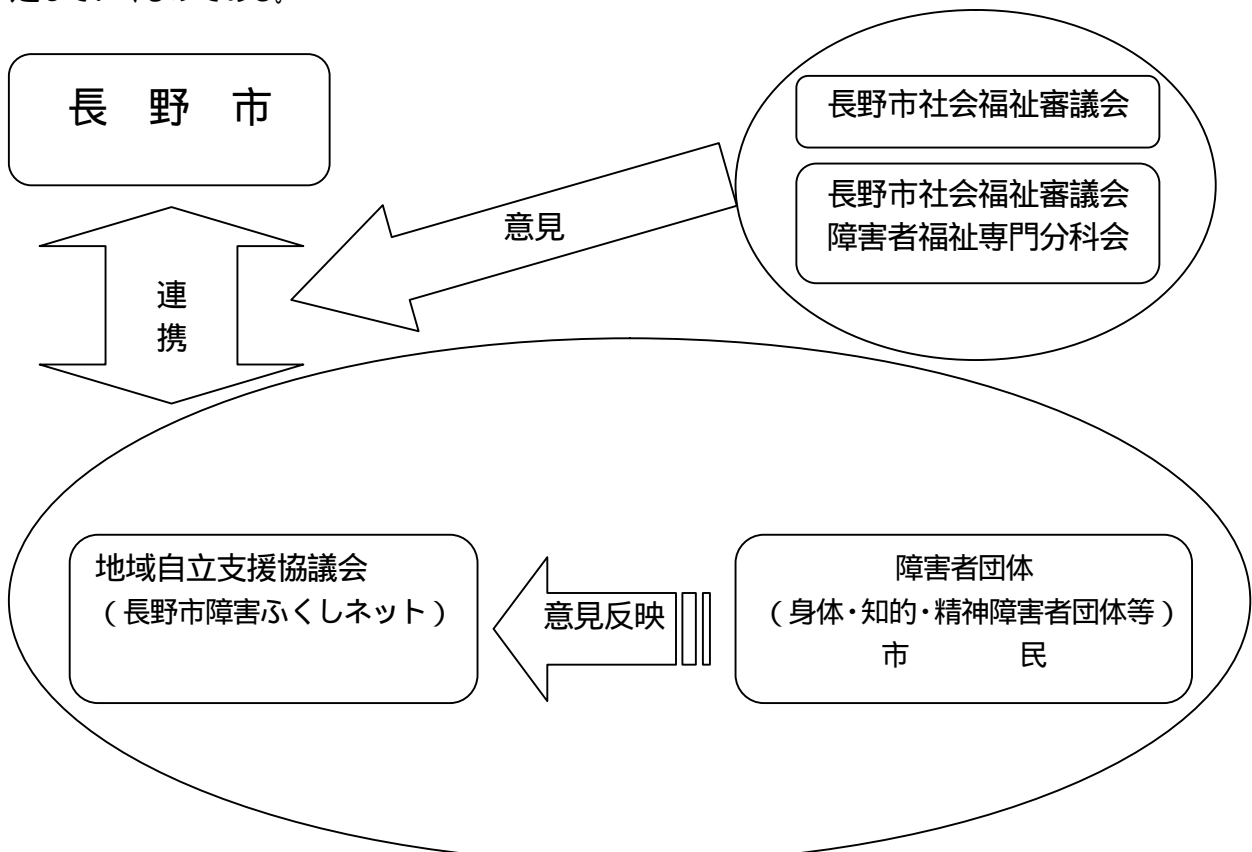 長 野 市
長野市社会福祉審議会
長野市社会福祉審議会
障害者福祉専門分科会
意見
連
携
地域自立支援協議会
（長野市障害ふくしネット）
意見反映
障害者団体
（身体・知的・精神障害者団体等）
市 民